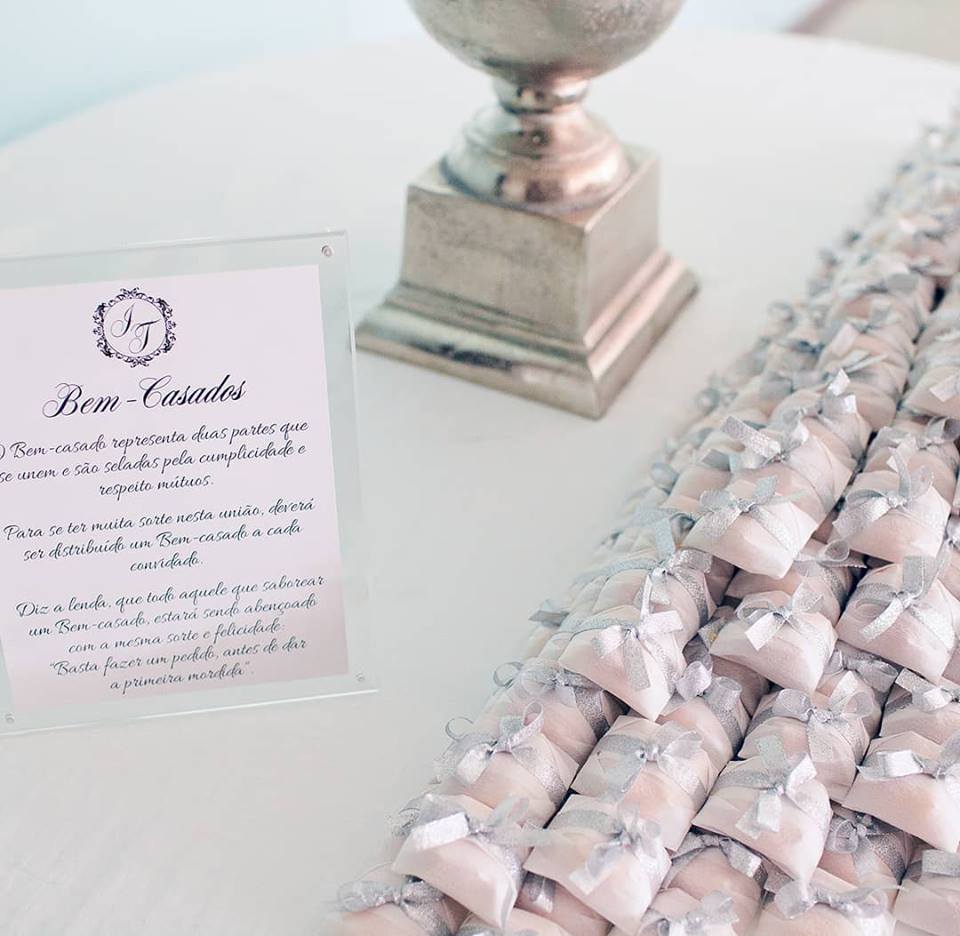 J T
Bem-Casados
O Bem-casado representa duas partes que
se unem e são seladas pela cumplicidade e
respeito mútuos.
Para se ter muita sorte nesta união, deverá
ser distribuído um Bem-casado a cada
convidado.
Diz a lenda, que todo aquele que saborear
um Bem-casado, estará sendo abençoado
com a mesma sorte e felicidade:
"Basta fazer um pedido, antes de dar
a primeira mordida".